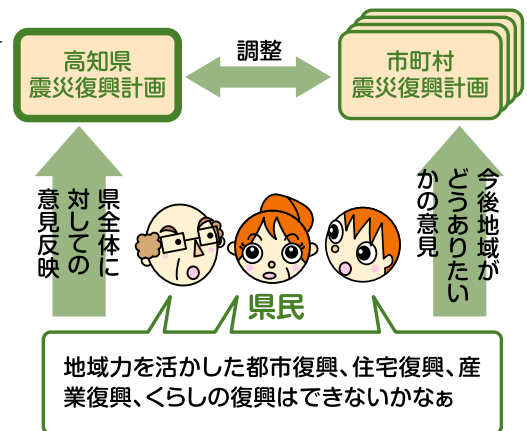 高知県
震災復興計画
調整
市町村
震災復興計画
県全体に
対しての
意見反映
今後地域が
どうありたい
かの意見
県民
地域力を活かした都市復興、住宅復興、産
業復興、くらしの復興はできないかなぁ